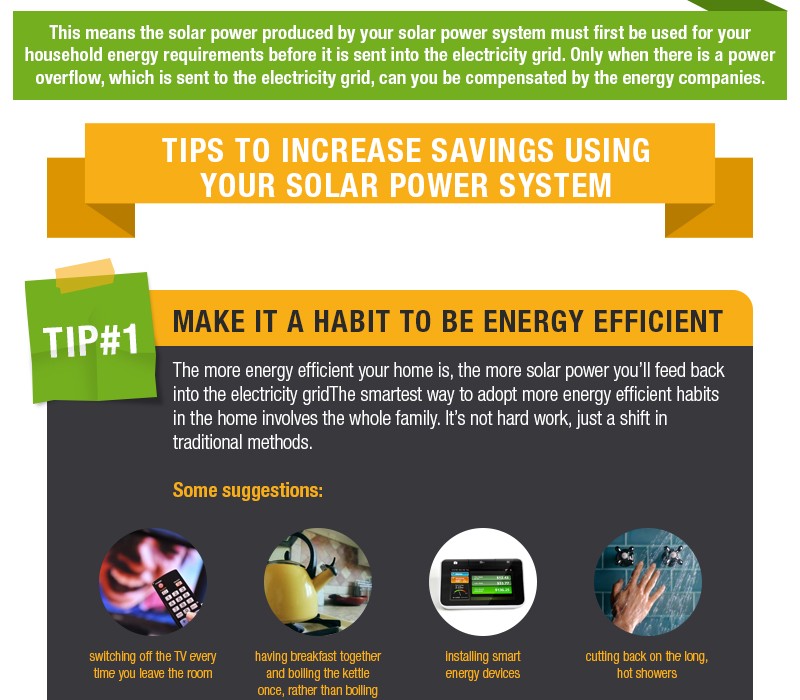 This means the solar power produced by your solar power system must first be used for your
household energy requirements before it is sent into the electricity grid. Only when there is a power
overflow, which is sent to the electricity grid, can you be compensated by the energy companies.
TIPS TO INCREASE SAVINGS USING
YOUR SOLAR POWER SYSTEM
TIP#1
MAKE IT A HABIT TO BE ENERGY EFFICIENT
The more energy efficient your home is, the more solar power you'll feed back
into the electricity gridThe smartest way to adopt more energy efficient habits
in the home involves the whole family. It's not hard work, just a shift in
traditional methods.
Some suggestions:
switching off the TV every
time you leave the room
having breakfast together
and boiling the kettle
once, rather than boiling
installing smart
energy devices
cutting back on the long,
hot showers